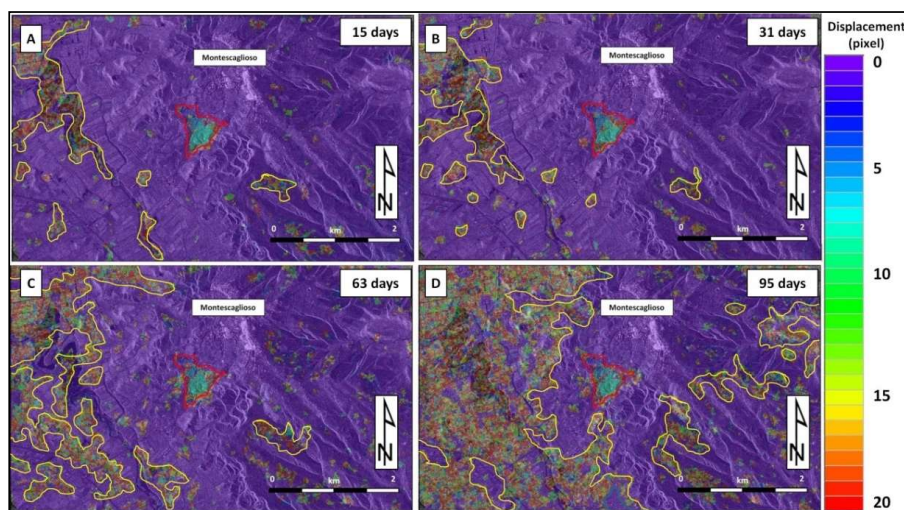 A
15 days
Montescaglioso
N
0
km
2
B
31 days
Montescaglioso
N
0
km
2
C
63 days
Montescaglioso
N
0
km
2
D
95 days
Montescaglioso
N
0
km
2
Displacement
(pixel)
0
5
10
15
20